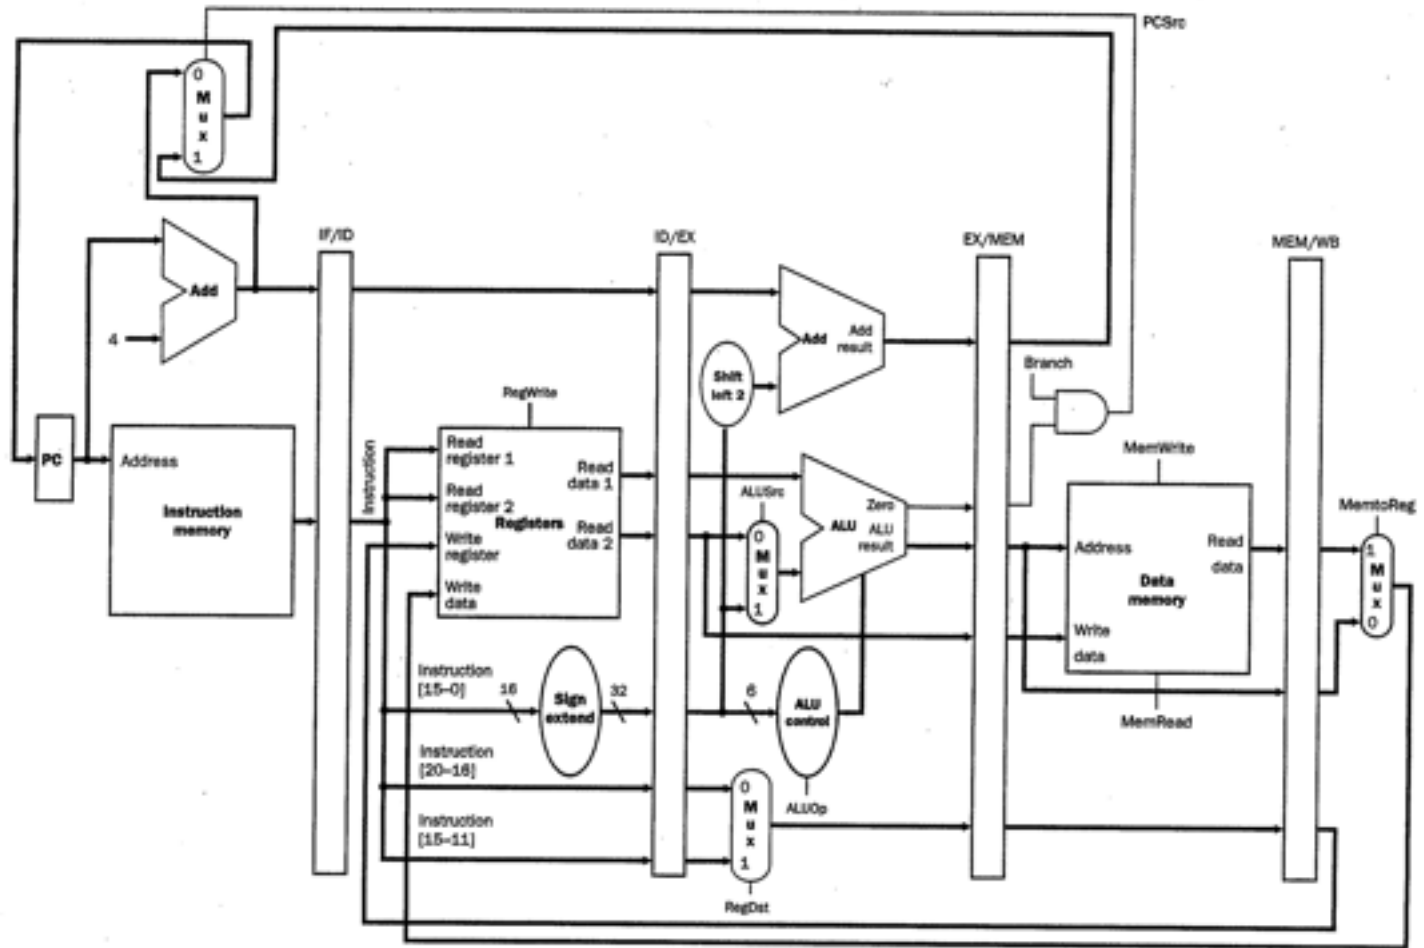 PCSrc
0
M
u
x
1
IF/ID
ID/EX
EX/MEM
MEM/WB
Add
4
Add
Add
result
Shift
left 2
Branch
RegWrite
PC
Address
Instruction
memory
Instruction
Read
register 1
Read
register 2
Write
register
Write
data
Registers
Read
data 1
Read
data 2
ALUSrc
0
M
u
x
1
Zero
ALU
ALU
result
MemWrite
Address
Read
data
Data
memory
Write
data
MemRead
MemtoReg
1
M
u
x
0
Instruction
[15–0]
16
Sign
extend
32
6
ALU
control
ALUOp
Instruction
[20–16]
Instruction
[15–11]
0
M
u
x
1
RegDst